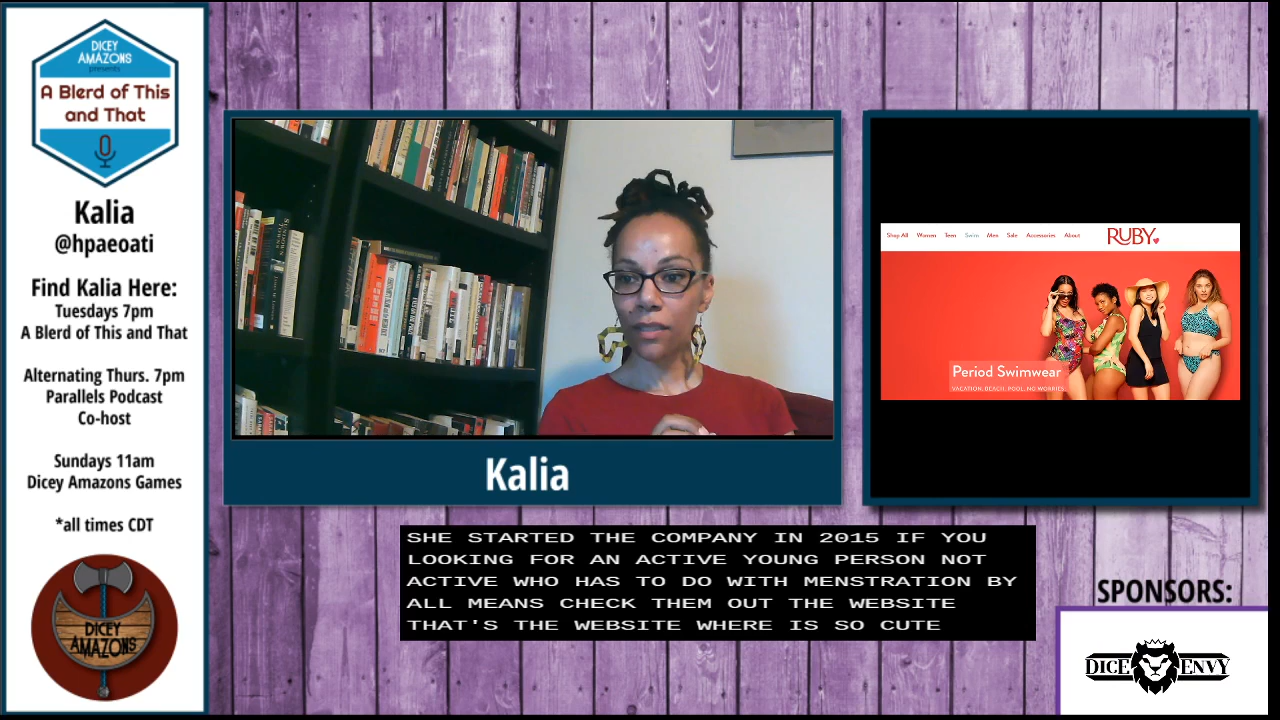 DICEY
AMAZONS
presents
A Blerd of This
and That
Kalia
@hpaeoati
Find Kalia Here:
Tuesdays 7pm
A Blerd of This and That
Alternating Thurs. 7pm
Parallels Podcast
Co-host
Sundays 11am
Dicey Amazons Games
*all times CDT
DICEY
AMAZONS
Kalia
Shop All Women Teen Swim Men Sale Accessories About RUBY
Period Swimwear
VACATION. BEACH. POOL. NO WORRIES.
SHE STARTED THE COMPANY IN 2015 IF YOU
LOOKING FOR AN ACTIVE YOUNG PERSON NOT
ACTIVE WHO HAS TO DO WITH MENSTRATION BY
ALL MEANS CHECK THEM OUT THE WEBSITE
THAT'S THE WEBSITE WHERE IS SO CUTE
SPONSORS:
DICE ENVY